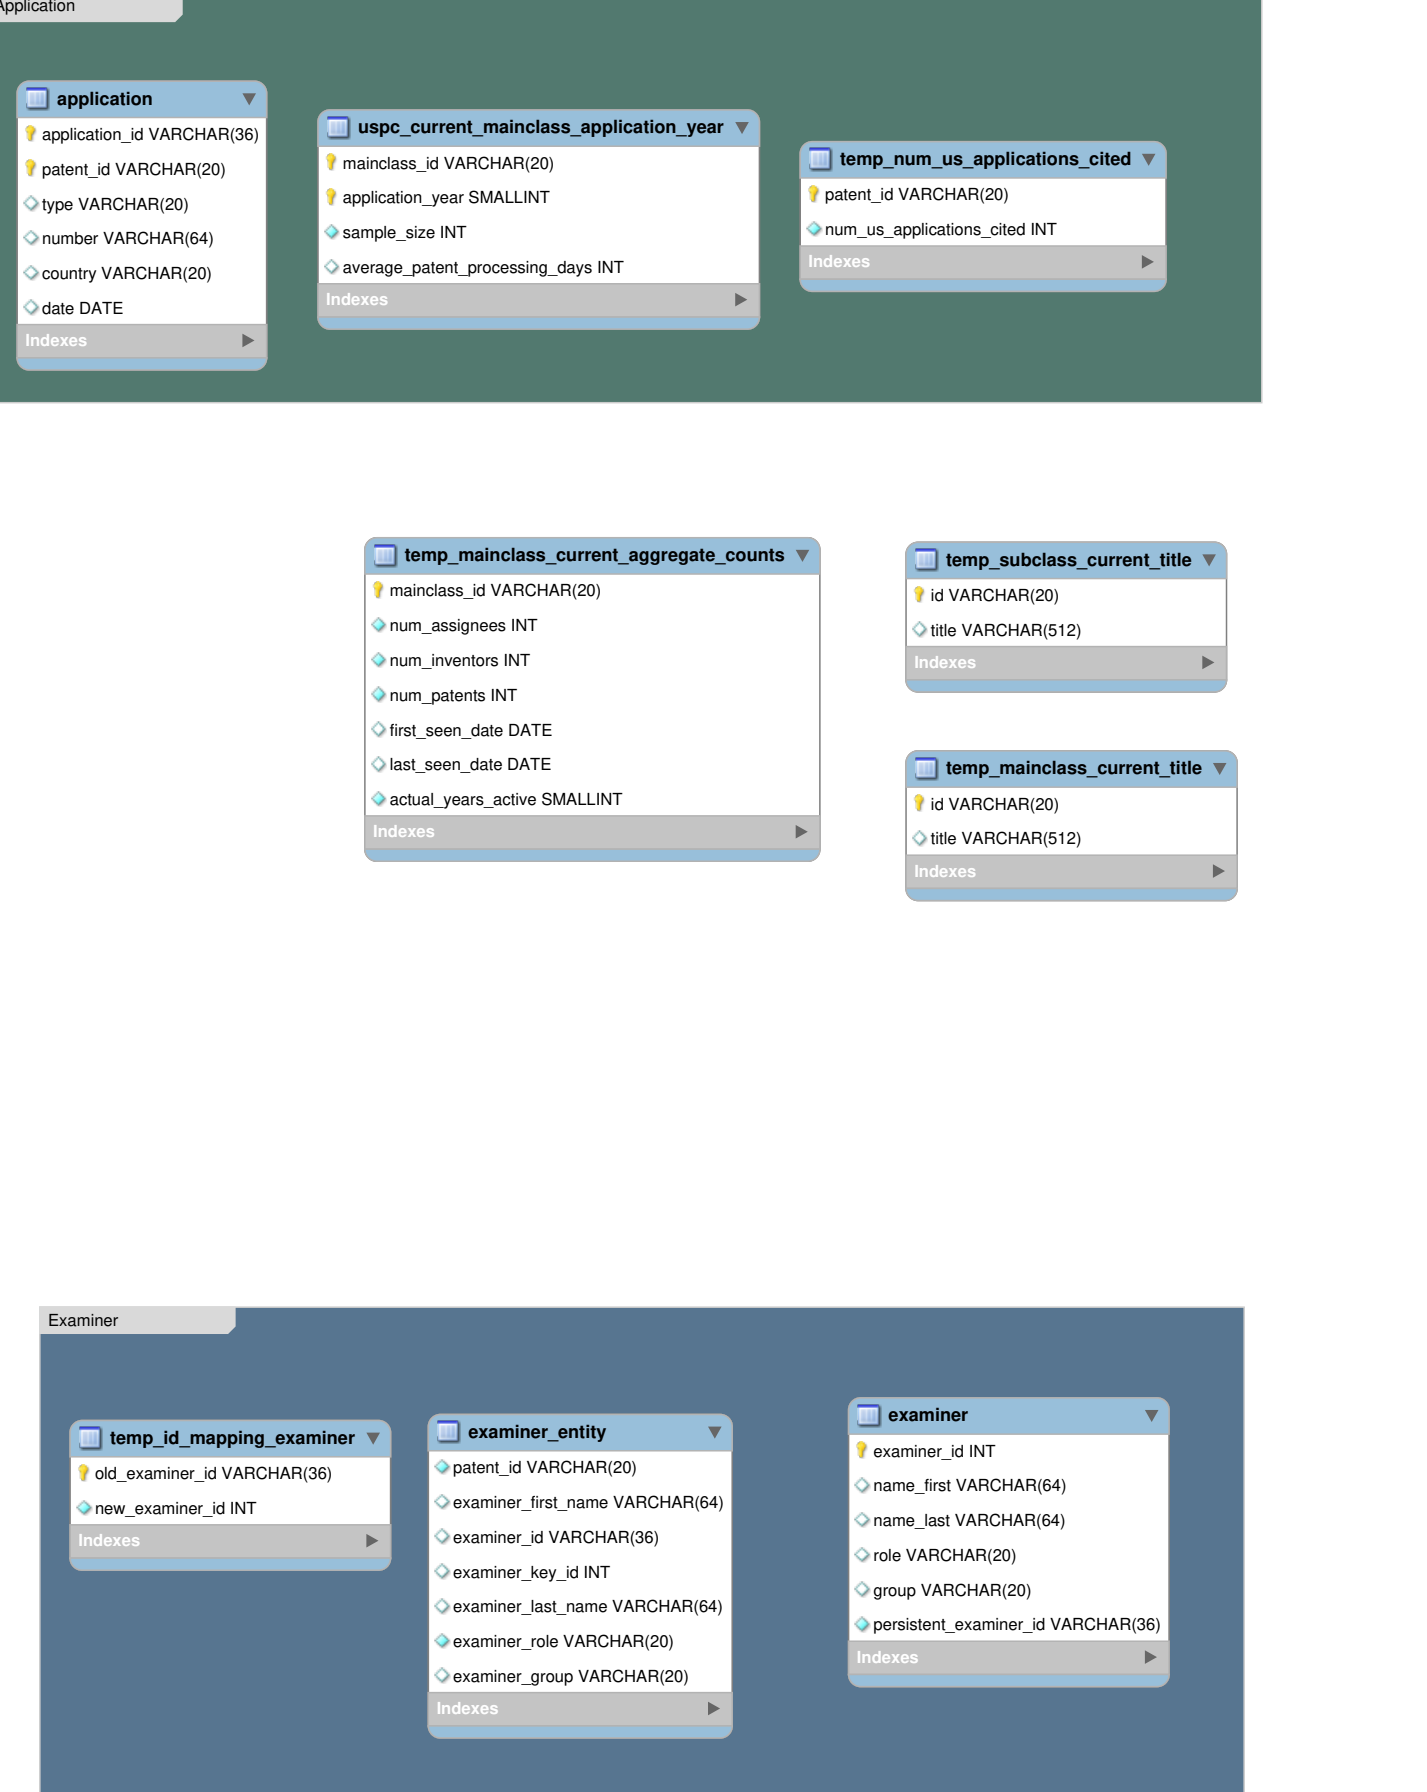 Application
application
application_id VARCHAR(36)
patent_id VARCHAR(20)
type VARCHAR(20)
number VARCHAR(64)
country VARCHAR(20)
date DATE
Indexes
uspc_current_mainclass_application_year
mainclass_id VARCHAR(20)
application_year SMALLINT
sample_size INT
average_patent_processing_days INT
Indexes
temp_num_us_applications_cited
patent_id VARCHAR(20)
num_us_applications_cited INT
Indexes
temp_mainclass_current_aggregate_counts
mainclass_id VARCHAR(20)
num_assignees INT
num_inventors INT
num_patents INT
first_seen_date DATE
last_seen_date DATE
actual_years_active SMALLINT
Indexes
temp_subclass_current_title
id VARCHAR(20)
title VARCHAR(512)
Indexes
temp_mainclass_current_title
id VARCHAR(20)
title VARCHAR(512)
Indexes
Examiner
temp_id_mapping_examiner
old_examiner_id VARCHAR(36)
new_examiner_id INT
Indexes
examiner_entity
patent_id VARCHAR(20)
examiner_first_name VARCHAR(64)
examiner_id VARCHAR(36)
examiner_key_id INT
examiner_last_name VARCHAR(64)
examiner_role VARCHAR(20)
examiner_group VARCHAR(20)
Indexes
examiner
examiner_id INT
name_first VARCHAR(64)
name_last VARCHAR(64)
role VARCHAR(20)
group VARCHAR(20)
persistent_examiner_id VARCHAR(36)
Indexes